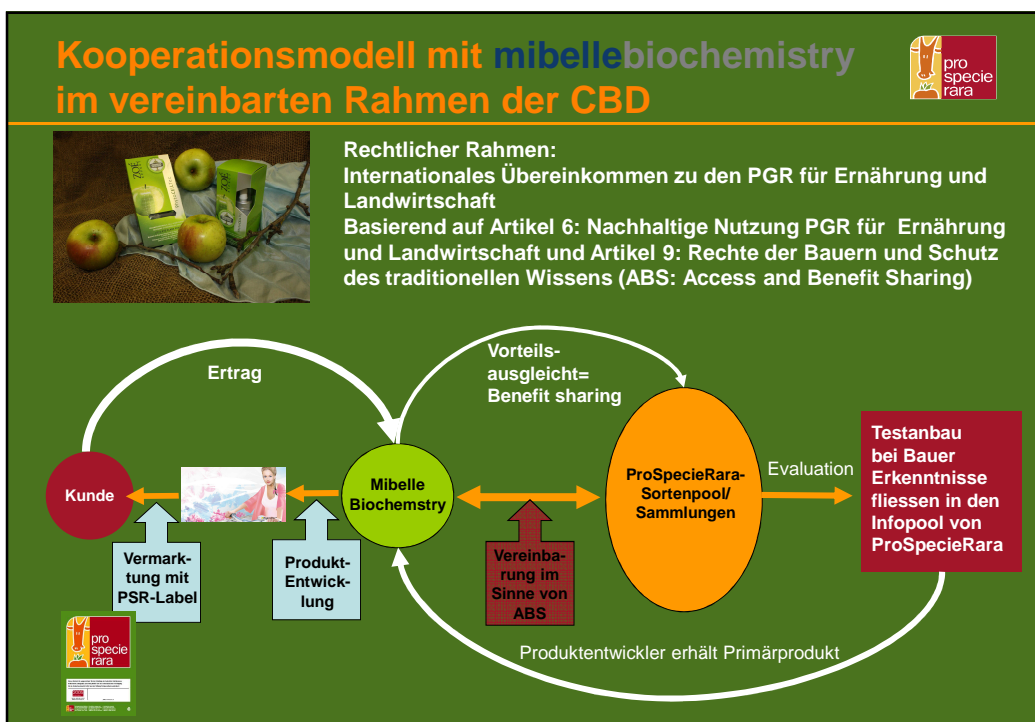 Kooperationsmodell mit mibellebiochemistry
im vereinbarten Rahmen der CBD
pro
specie
rara
Rechtlicher Rahmen:
Internationales Übereinkommen zu den PGR für Ernährung und
Landwirtschaft
Basierend auf Artikel 6: Nachhaltige Nutzung PGR für Ernährung
und Landwirtschaft und Artikel 9: Rechte der Bauern und Schutz
des traditionellen Wissens (ABS: Access and Benefit Sharing)
ZOÉ
ZOÉ
Ertrag
Vorteils-
ausgleicht=
Benefit sharing
Kunde
Mibelle
Biochemstry
ProSpecieRara-
Sortenpool/
Sammlungen
Evaluation
Testanbau
bei Bauer
Erkenntnisse
fliessen in den
Infopool von
ProSpecieRara
Vermark-
tung mit
PSR-Label
Produkt-
Entwick-
lung
Vereinba-
rung im
Sinne von
ABS
Produktentwickler erhält Primärprodukt
pro
specie
rara
6